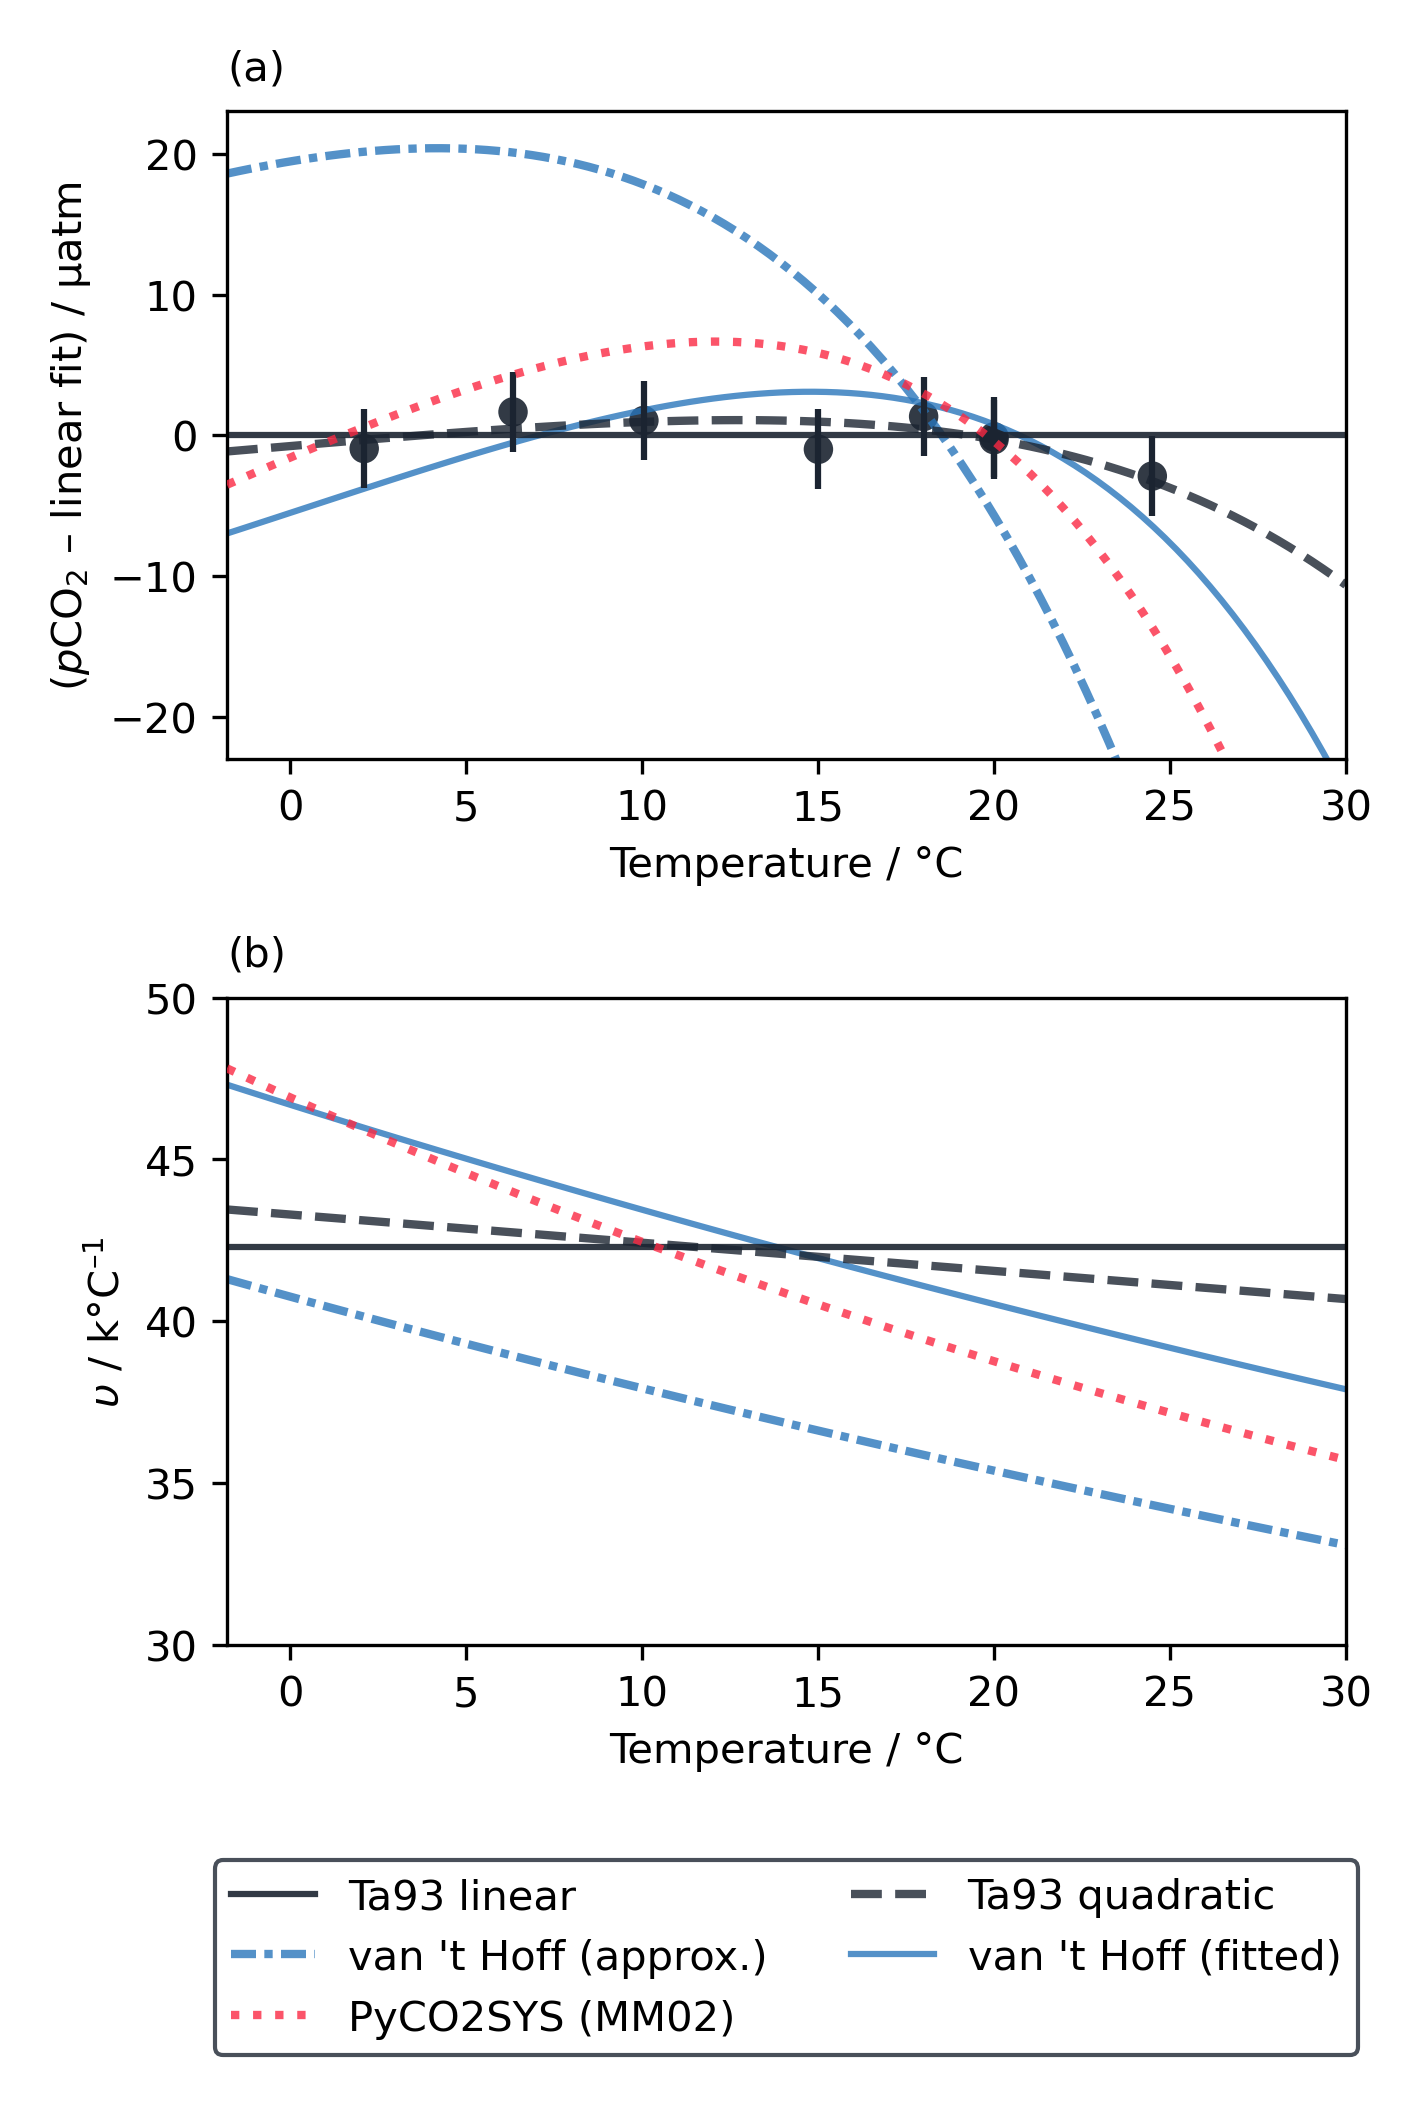 (a)
20
10
0
−10
−20
(pCO₂ – linear fit) / µatm
0 5 10 15 20 25 30
Temperature / °C
(b)
50
45
40
35
30
υ / k°C⁻¹
0 5 10 15 20 25 30
Temperature / °C
Ta93 linear
van 't Hoff (approx.)
PyCO2SYS (MM02)
Ta93 quadratic
van 't Hoff (fitted)